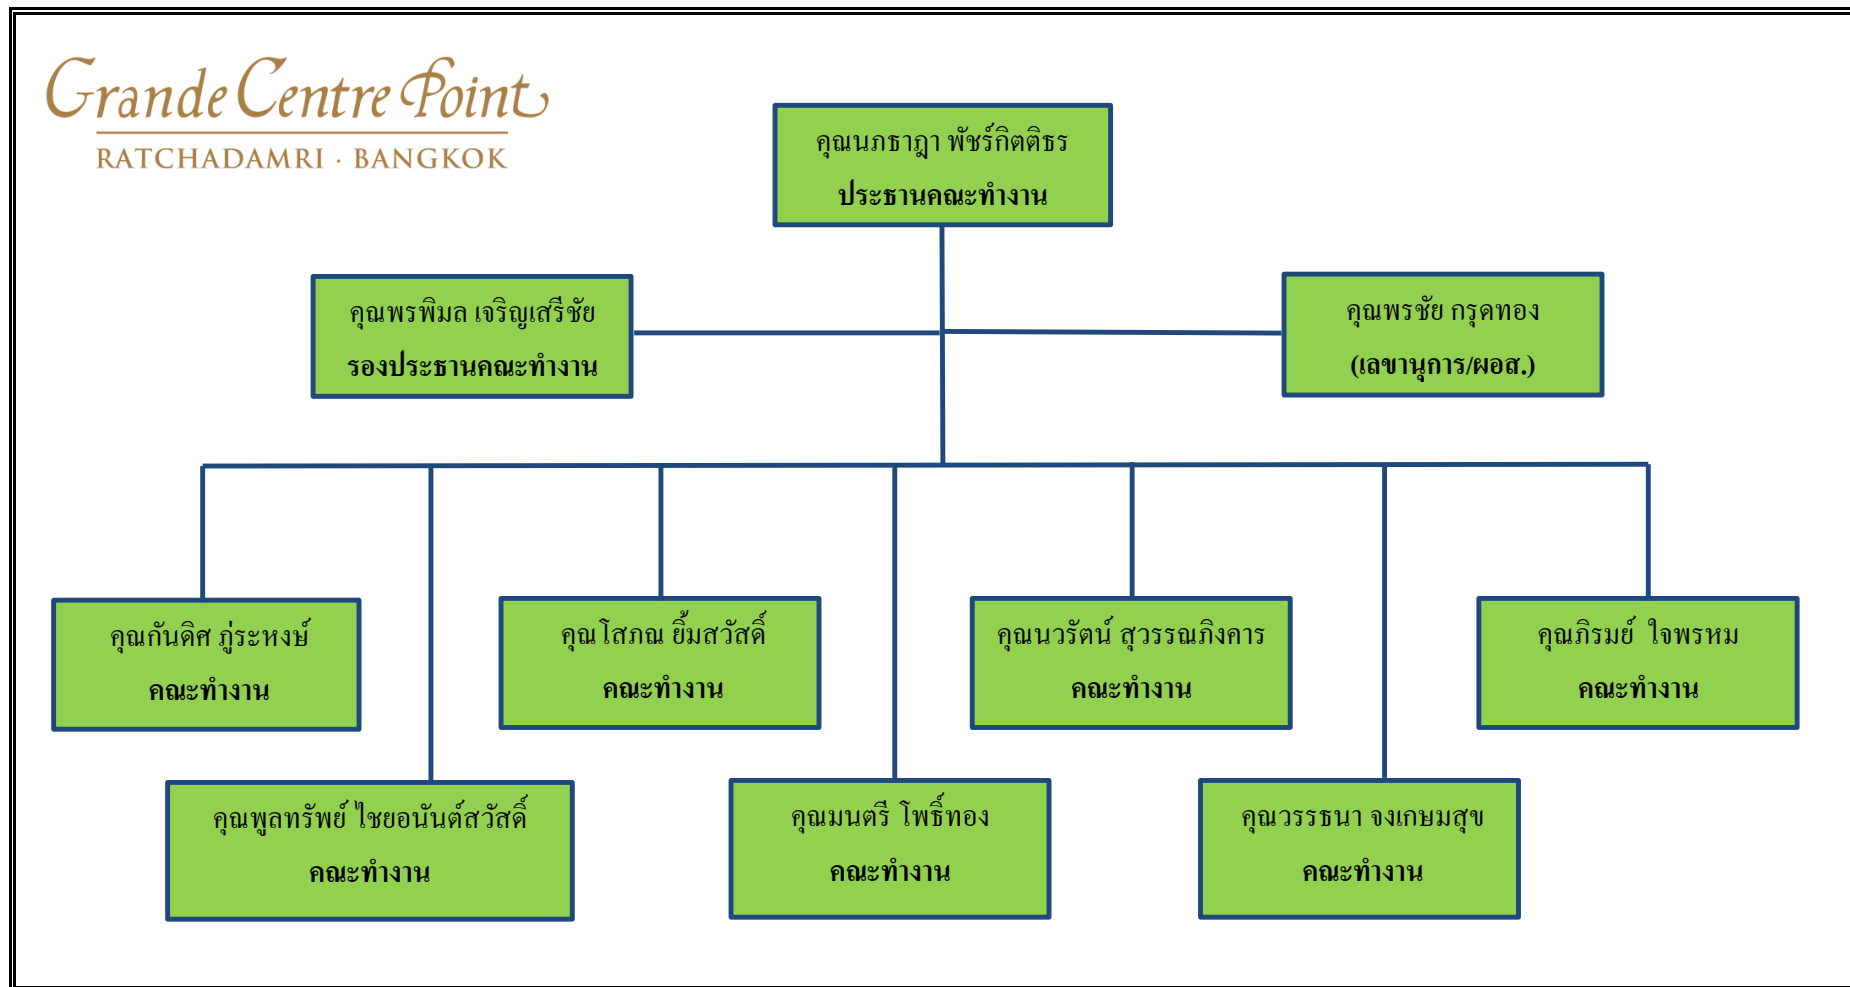 Grande Centre Point
RATCHADAMRI · BANGKOK
คุณนภธาฎา พัชร์กิตติธร
ประธานคณะทำงาน
คุณพรพิมล เจริญเสรีชัย
รองประธานคณะทำงาน
คุณพรชัย กรุดทอง
(เลขานุการ/ผอส.)
คุณกันดิศ ภู่ระหงษ์
คณะทำงาน
คุณโสภณ ยิ้มสวัสดิ์
คณะทำงาน
คุณนวรัตน์ สุวรรณภิงคาร
คณะทำงาน
คุณภิรมย์ ใจพรหม
คณะทำงาน
คุณพูลทรัพย์ ไชยอนันต์สวัสดิ์
คณะทำงาน
คุณมนตรี โพธิ์ทอง
คณะทำงาน
คุณวรรธนา จงเกษมสุข
คณะทำงาน